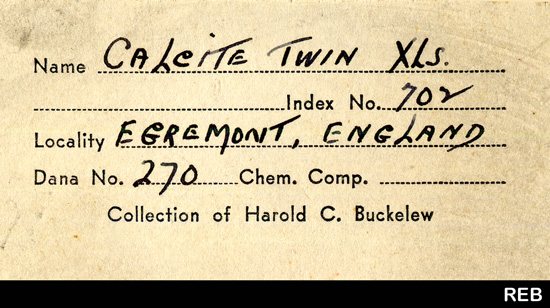 Name CALCITE TWIN XLS.
Index No. 702
Locality EGREMONT, ENGLAND
Dana No. 270 Chem. Comp.
Collection of Harold C. Buckelew
REB